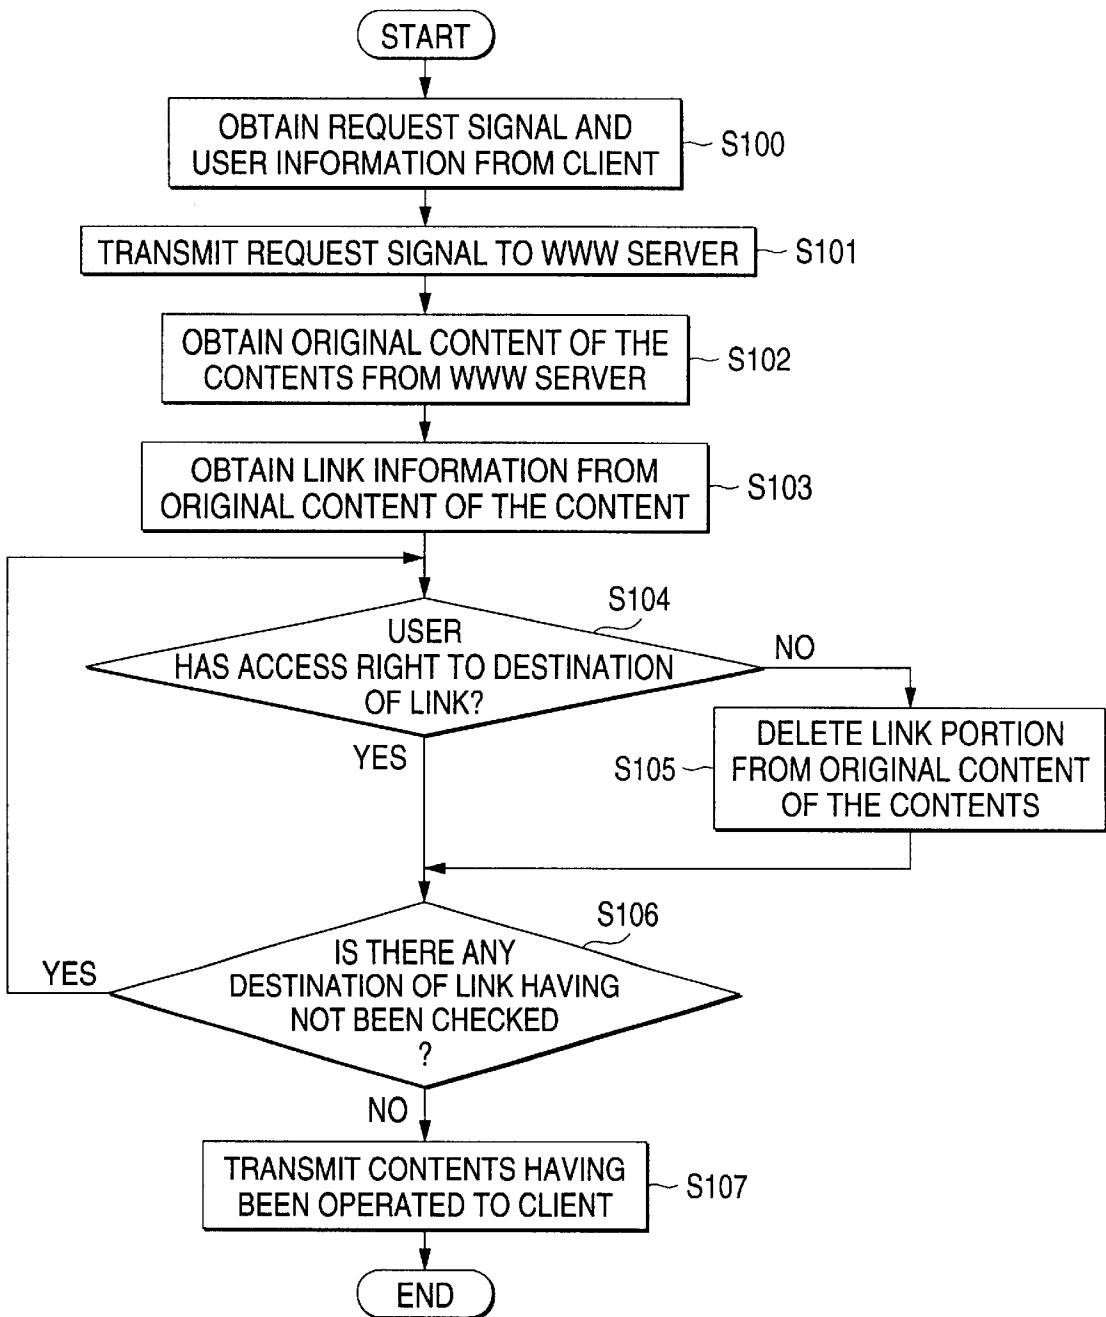 START
OBTAIN REQUEST SIGNAL AND
USER INFORMATION FROM CLIENT
S100
TRANSMIT REQUEST SIGNAL TO WWW SERVER
S101
OBTAIN ORIGINAL CONTENT OF THE
CONTENTS FROM WWW SERVER
S102
OBTAIN LINK INFORMATION FROM
ORIGINAL CONTENT OF THE CONTENT
S103
S104
USER
HAS ACCESS RIGHT TO DESTINATION
OF LINK?
NO
YES
DELETE LINK PORTION
FROM ORIGINAL CONTENT
OF THE CONTENTS
S105
S106
IS THERE ANY
DESTINATION OF LINK HAVING
NOT BEEN CHECKED
?
YES
NO
TRANSMIT CONTENTS HAVING
BEEN OPERATED TO CLIENT
S107
END